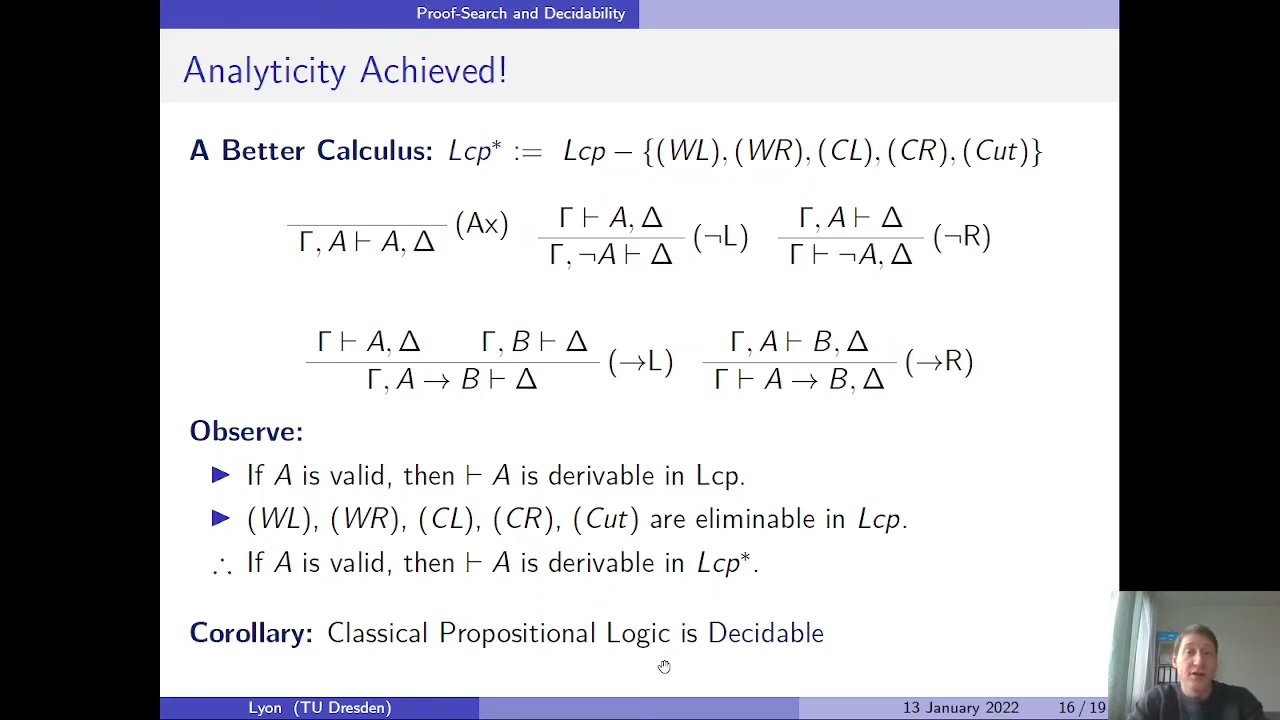 Proof-Search and Decidability
Analyticity Achieved!
A Better Calculus: Lcp* := Lcp − {(WL), (WR), (CL), (CR), (Cut)}
Γ, A ⊢ A, Δ (Ax)
Γ ⊢ A, Δ
Γ, ¬A ⊢ Δ (¬L)
Γ, A ⊢ Δ
Γ ⊢ ¬A, Δ (¬R)
Γ ⊢ A, Δ Γ, B ⊢ Δ
Γ, A → B ⊢ Δ (→L)
Γ, A ⊢ B, Δ
Γ ⊢ A → B, Δ (→R)
Observe:
▶ If A is valid, then ⊢ A is derivable in Lcp.
▶ (WL), (WR), (CL), (CR), (Cut) are eliminable in Lcp.
∴ If A is valid, then ⊢ A is derivable in Lcp*.
Corollary: Classical Propositional Logic is Decidable
Lyon (TU Dresden) 13 January 2022 16 / 19